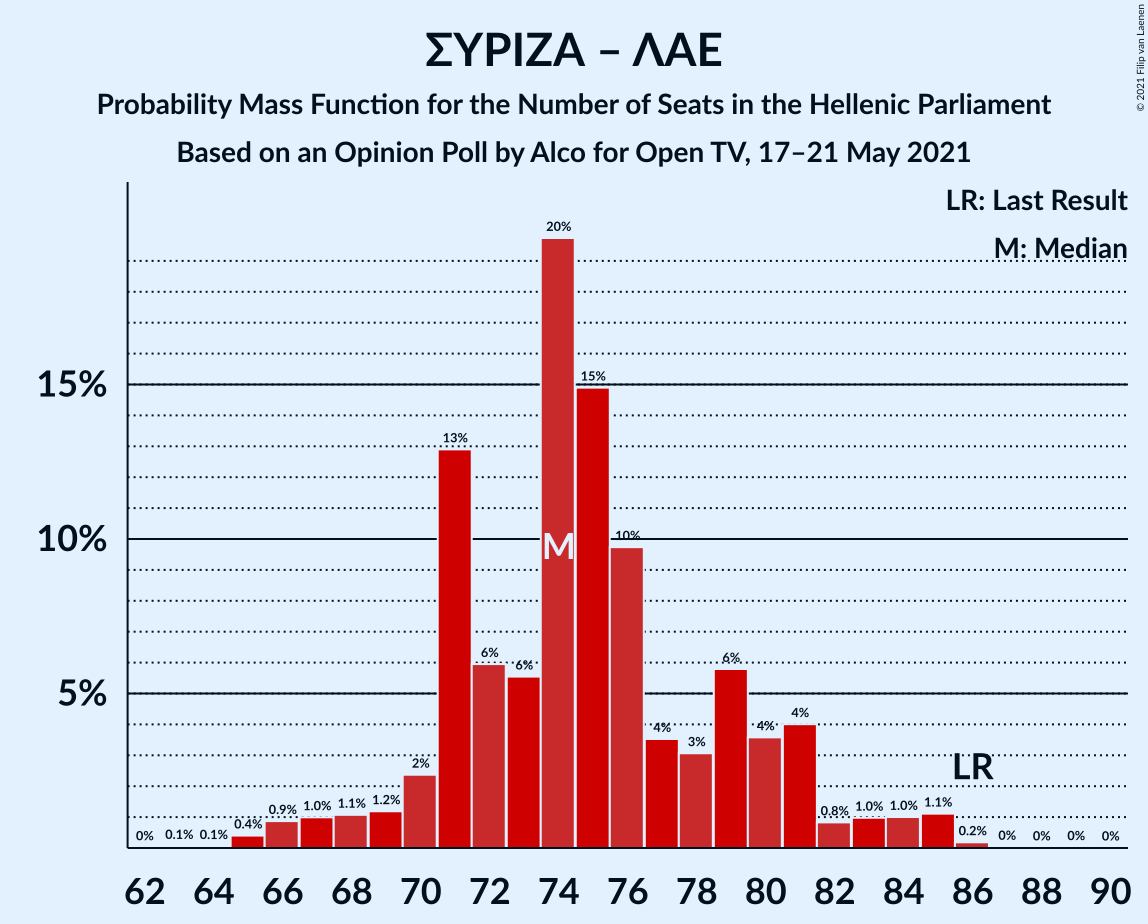 ΣΥΡΙΖΑ – ΛΑΕ
Probability Mass Function for the Number of Seats in the Hellenic Parliament
Based on an Opinion Poll by Alco for Open TV, 17–21 May 2021
© 2021 Filip van Laenen
LR: Last Result
M: Median
15%
10%
5%
0% 0.1% 0.1% 0.4% 0.9% 1.0% 1.1% 1.2% 2% 13% 6% 6% 20% 15% 10% 4% 3% 6% 4% 4% 0.8% 1.0% 1.0% 1.1% 0.2% 0% 0% 0% 0%
M
LR
62 64 66 68 70 72 74 76 78 80 82 84 86 88 90